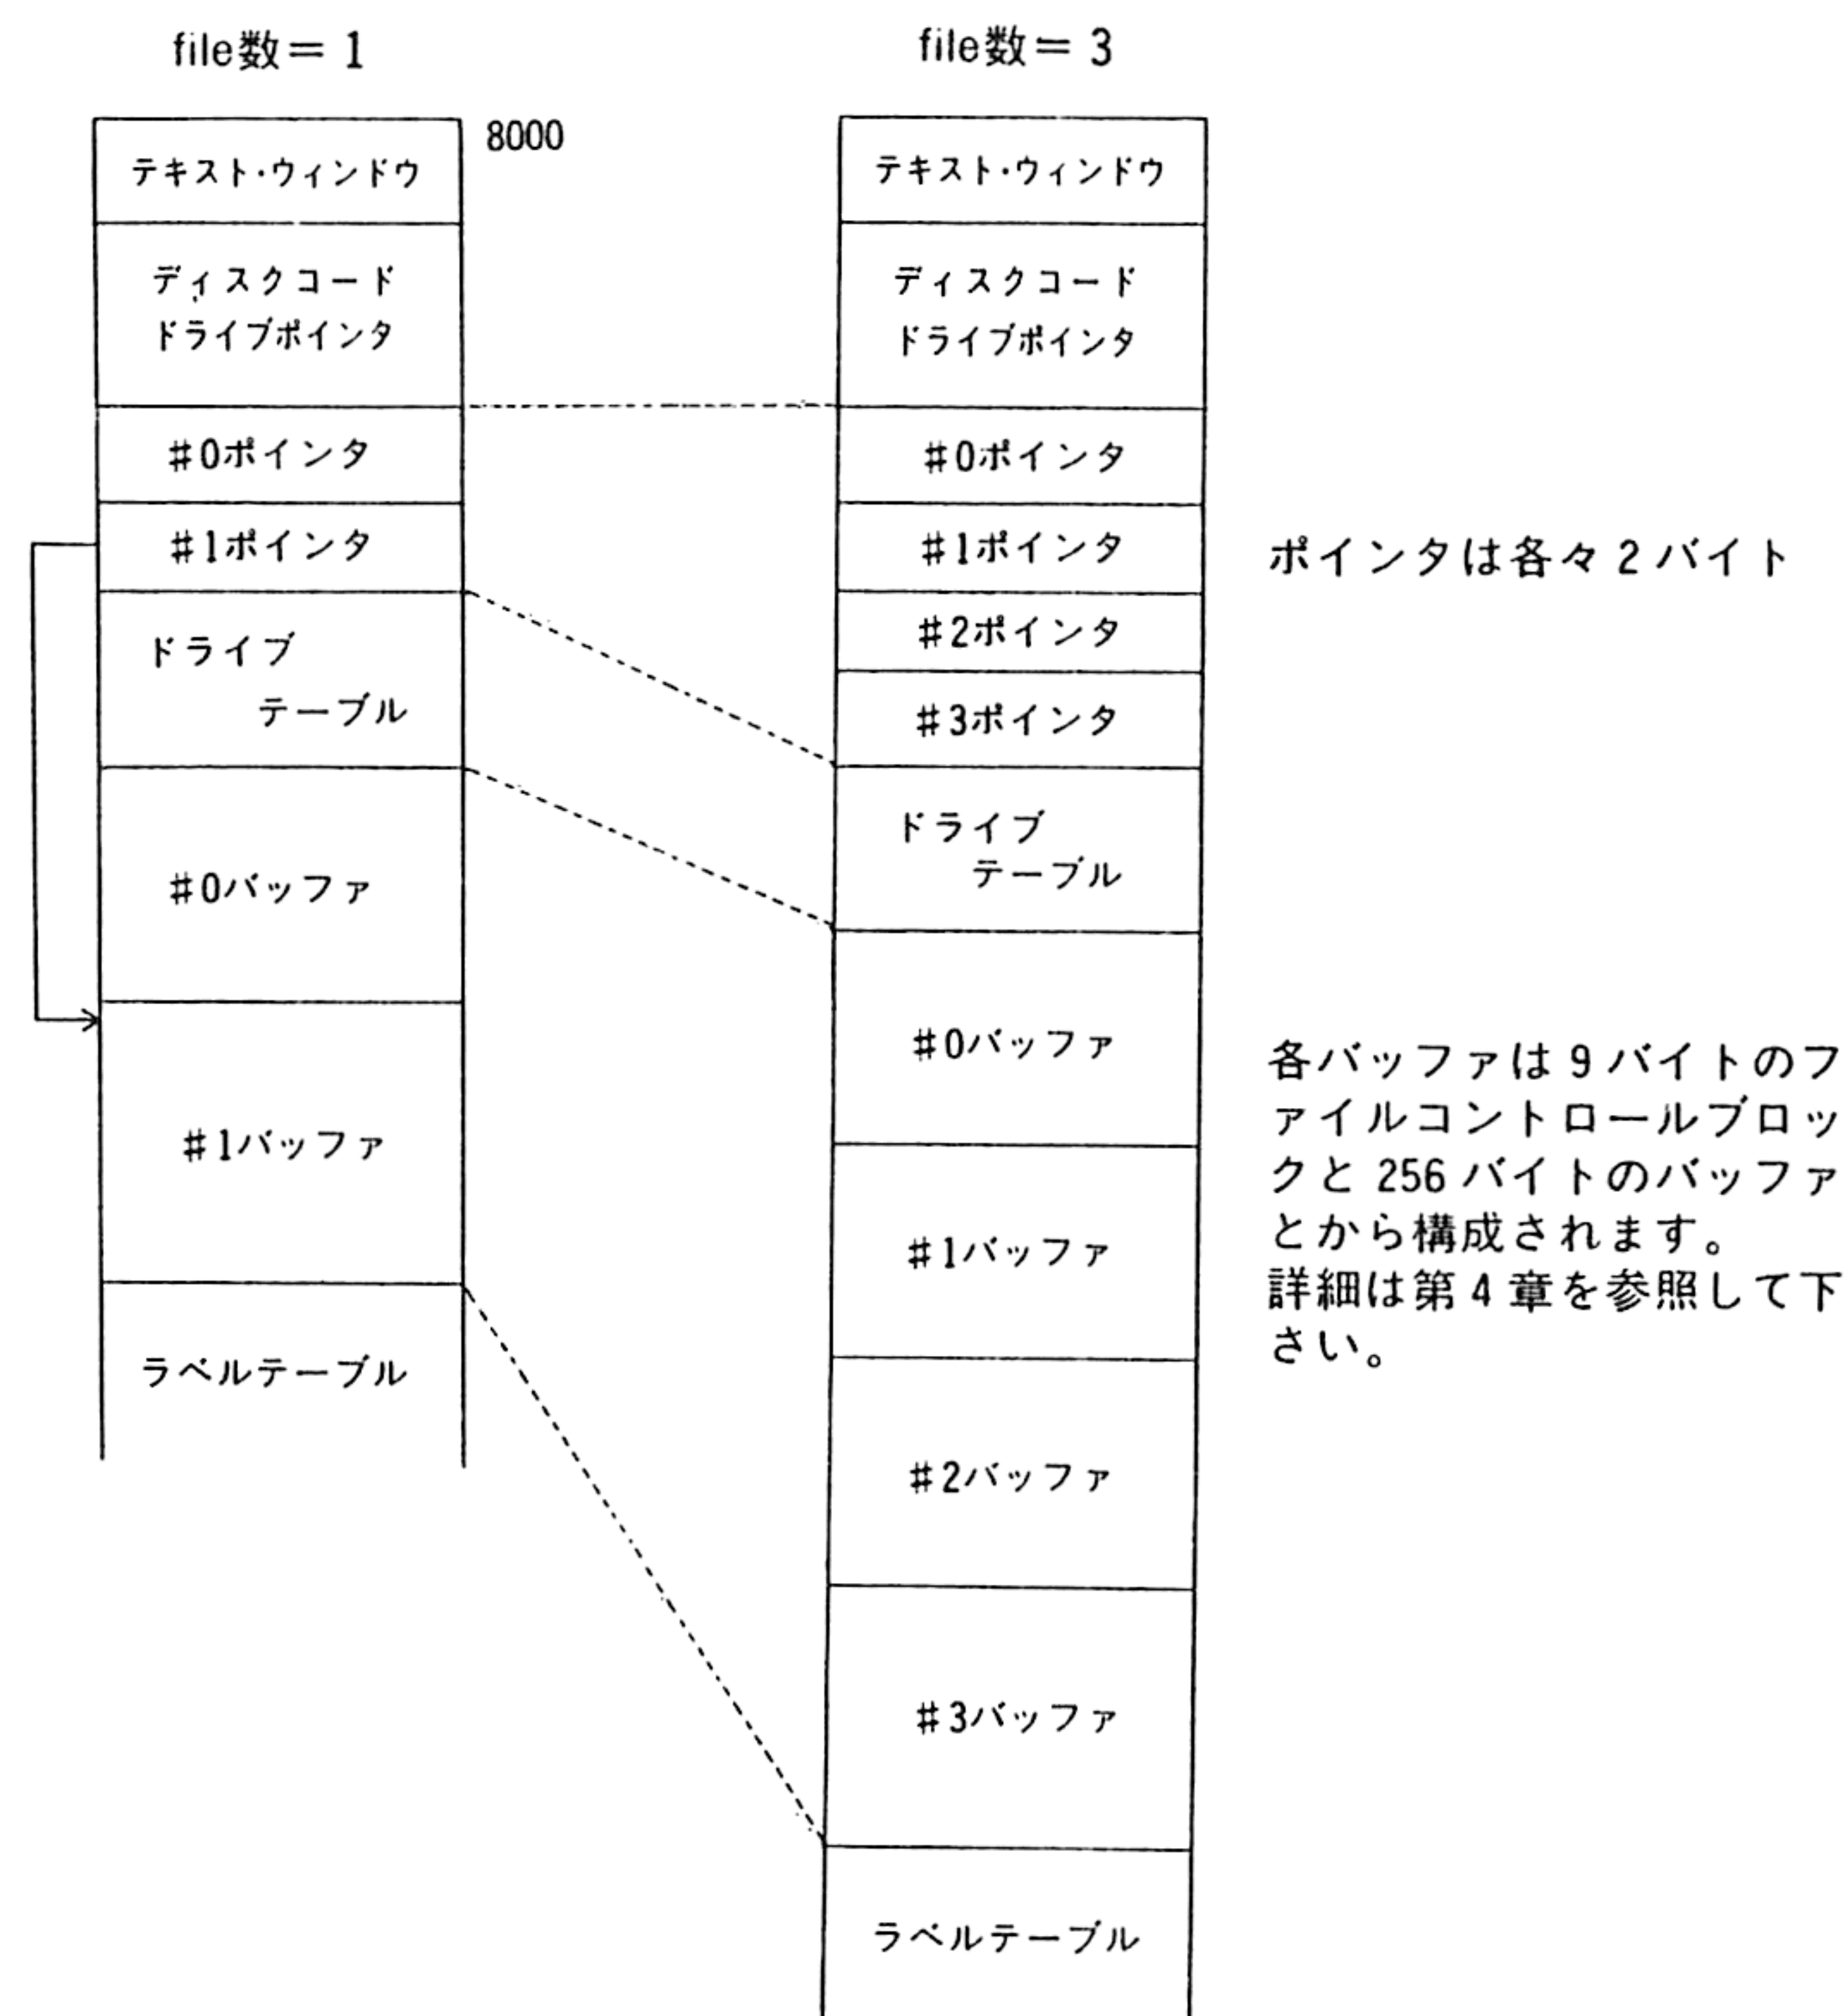 file数＝1
8000
テキスト・ウィンドウ
ディスクコード
ドライブポインタ
#0ポインタ
#1ポインタ
ドライブ
テーブル
#0バッファ
#1バッファ
ラベルテーブル
file数＝3
テキスト・ウィンドウ
ディスクコード
ドライブポインタ
#0ポインタ
#1ポインタ
#2ポインタ
#3ポインタ
ドライブ
テーブル
#0バッファ
#1バッファ
#2バッファ
#3バッファ
ラベルテーブル
ポインタは各々2バイト
各バッファは9バイトのフ
ァイルコントロールブロッ
クと256バイトのバッファ
とから構成されます。
詳細は第4章を参照して下
さい。